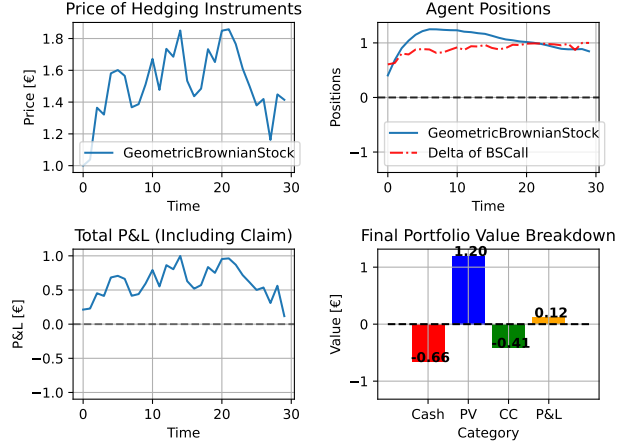 Price of Hedging Instruments
Price [€]
1.8
1.6
1.4
1.2
1.0
GeometricBrownianStock
0
10
20
30
Time
Agent Positions
Positions
1
0
−1
GeometricBrownianStock
Delta of BSCall
0
10
20
30
Time
Total P&L (Including Claim)
P&L [€]
1.0
0.5
0.0
−0.5
−1.0
0
10
20
30
Time
Final Portfolio Value Breakdown
Value [€]
1
0
−1
-0.66
1.20
-0.41
0.12
Cash
PV
CC
P&L
Category